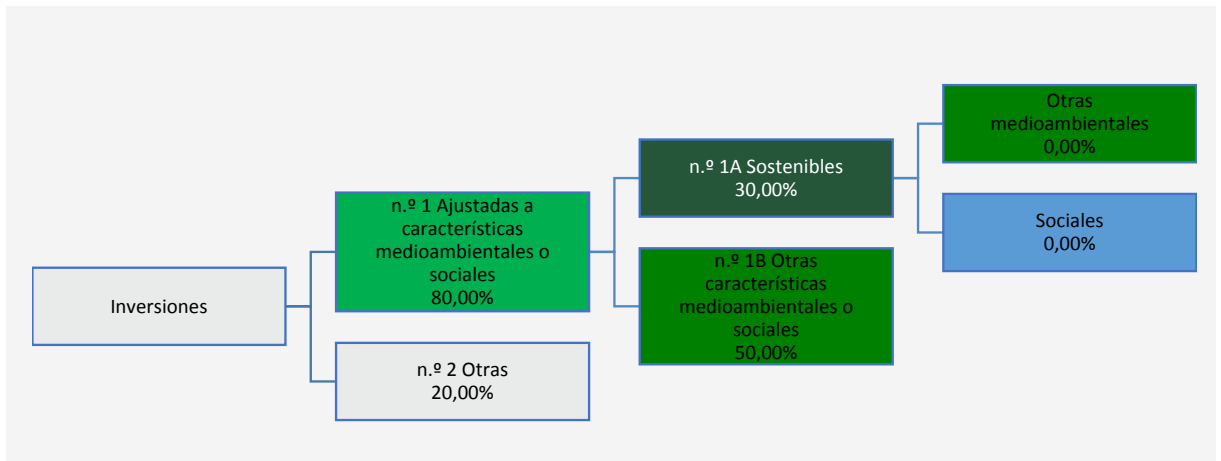 Inversiones
n.º 1 Ajustadas a
características
medioambientales o
sociales
80,00%
n.º 2 Otras
20,00%
n.º 1A Sostenibles
30,00%
n.º 1B Otras
características
medioambientales o
sociales
50,00%
Otras
medioambientales
0,00%
Sociales
0,00%